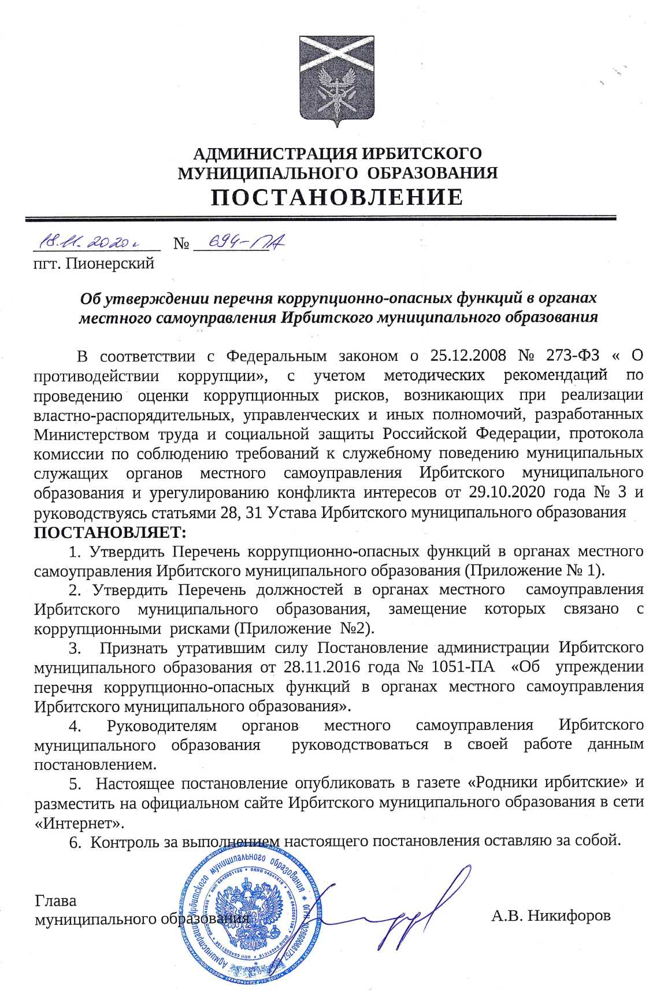 АДМИНИСТРАЦИЯ ИРБИТСКОГО
МУНИЦИПАЛЬНОГО ОБРАЗОВАНИЯ
ПОСТАНОВЛЕНИЕ
18.11.2020 г № 694-ПА
пгт. Пионерский
Об утверждении перечня коррупционно-опасных функций в органах
местного самоуправления Ирбитского муниципального образования
В соответствии с Федеральным законом о 25.12.2008 № 273-ФЗ « О
противодействии коррупции», с учетом методических рекомендаций по
проведению оценки коррупционных рисков, возникающих при реализации
властно-распорядительных, управленческих и иных полномочий, разработанных
Министерством труда и социальной защиты Российской Федерации, протокола
комиссии по соблюдению требований к служебному поведению муниципальных
служащих органов местного самоуправления Ирбитского муниципального
образования и урегулированию конфликта интересов от 29.10.2020 года № 3 и
руководствуясь статьями 28, 31 Устава Ирбитского муниципального образования
ПОСТАНОВЛЯЕТ:
1. Утвердить Перечень коррупционно-опасных функций в органах местного
самоуправления Ирбитского муниципального образования (Приложение № 1).
2. Утвердить Перечень должностей в органах местного самоуправления
Ирбитского муниципального образования, замещение которых связано с
коррупционными рисками (Приложение №2).
3. Признать утратившим силу Постановление администрации Ирбитского
муниципального образования от 28.11.2016 года № 1051-ПА «Об упреждении
перечня коррупционно-опасных функций в органах местного самоуправления
Ирбитского муниципального образования».
4. Руководителям органов местного самоуправления Ирбитского
муниципального образования руководствоваться в своей работе данным
постановлением.
5. Настоящее постановление опубликовать в газете «Родники ирбитские» и
разместить на официальном сайте Ирбитского муниципального образования в сети
«Интернет».
6. Контроль за выполнением настоящего постановления оставляю за собой.
Глава
муниципального образования А.В. Никифоров
Администрация Ирбитского муниципального образования * ОГРН 1026600881757
ИНН 6642001136 * ОКПО 04041616